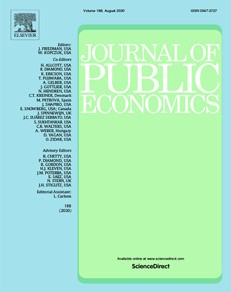 Volume 188, August 2020
ISSN 0047-2727
ELSEVIER
JOURNAL OF
PUBLIC
ECONOMICS
Editors:
J. FRIEDMAN, USA
W. KOPCZUK, USA
Co-Editors
N. ALLCOTT, USA
R. DIAMOND, USA
K. ERICSON, USA
A. GELBER, USA
J. GOTTLIEB, USA
N. HENDREN, USA
C.T. KREINER, Denmark
M. PETROVA, Spain
J. SHAPIRO, USA
E. SNOWBERG, USA; Canada
J. SPINNEWIJN, UK
J.C. SUÁREZ SERRATO, USA
S. SUKHTANKAR, USA
C.R. WALTERS, USA
A. WEBER, Hungary
D. YAGAN, USA
O. ZIDAR, USA
Advisory Editors
R. CHETTY, USA
P. DIAMOND, USA
R. GORDON, USA
H.J. KLEVEN, USA
J.M. POTERBA, USA
E. SAEZ, USA
N. STERN, UK
J.E. STIGLITZ, USA
Editorial Assistant:
L. Carlson
188
(2020)
Available online at www.sciencedirect.com
ScienceDirect